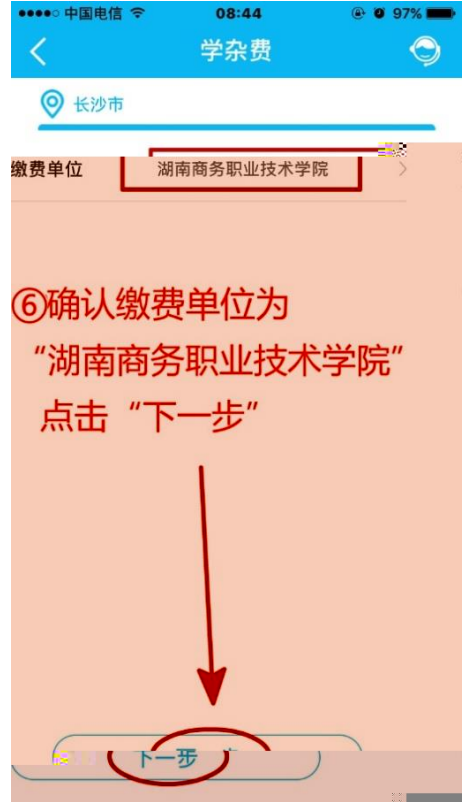 中国电信 08:44 97%
学杂费
长沙市
缴费单位 湖南商务职业技术学院
⑥确认缴费单位为
“湖南商务职业技术学院”
点击“下一步”
下一步